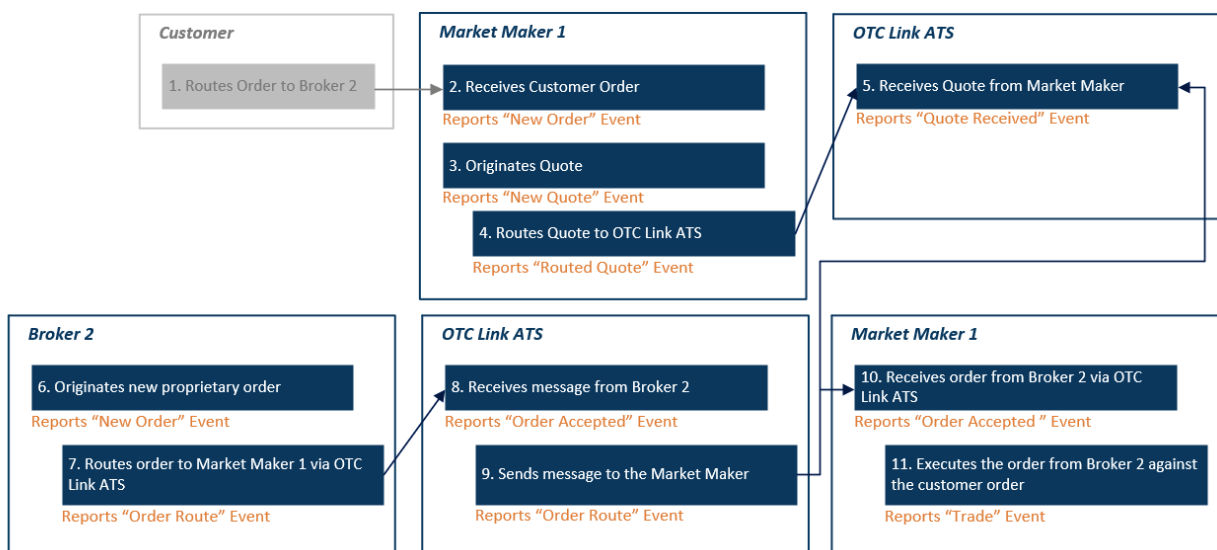 Customer
1. Routes Order to Broker 2
Market Maker 1
2. Receives Customer Order
Reports “New Order” Event
3. Originates Quote
Reports “New Quote” Event
4. Routes Quote to OTC Link ATS
Reports “Routed Quote” Event
OTC Link ATS
5. Receives Quote from Market Maker
Reports “Quote Received” Event
Broker 2
6. Originates new proprietary order
Reports “New Order” Event
7. Routes order to Market Maker 1 via OTC
Link ATS
Reports “Order Route” Event
OTC Link ATS
8. Receives message from Broker 2
Reports “Order Accepted” Event
9. Sends message to the Market Maker
Reports “Order Route” Event
Market Maker 1
10. Receives order from Broker 2 via OTC
Link ATS
Reports “Order Accepted ” Event
11. Executes the order from Broker 2 against
the customer order
Reports “Trade” Event